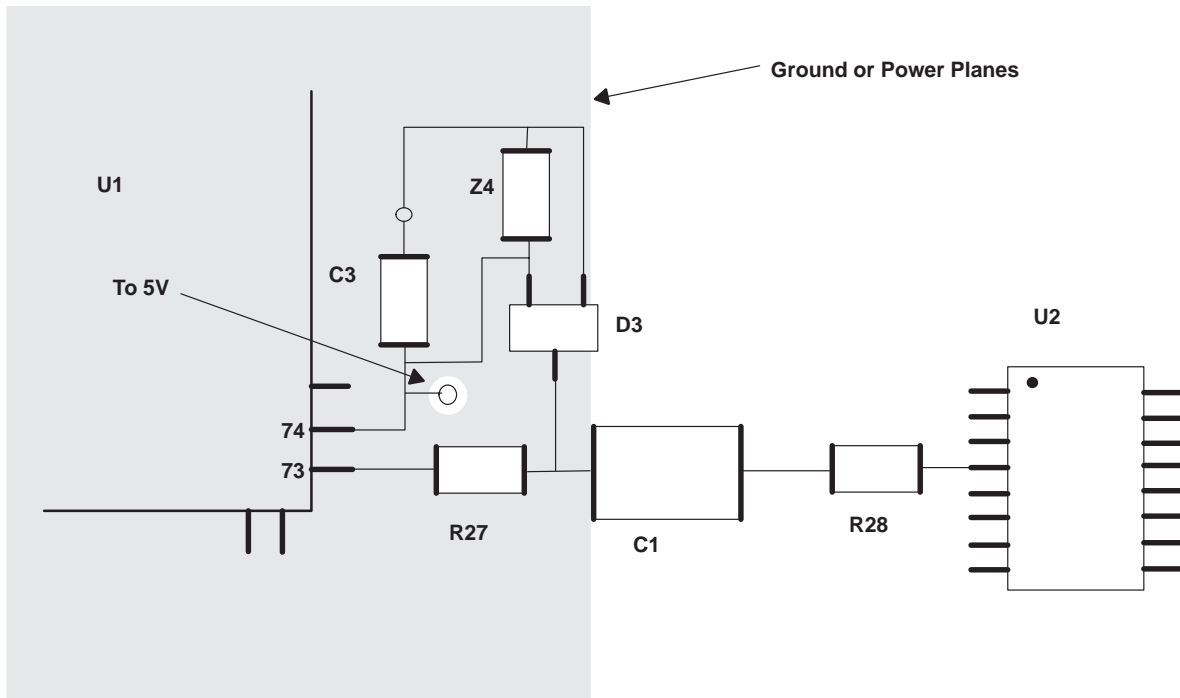 Ground or Power Planes
U1
Z4
C3
To 5V
D3
U2
74
73
R27
C1
R28